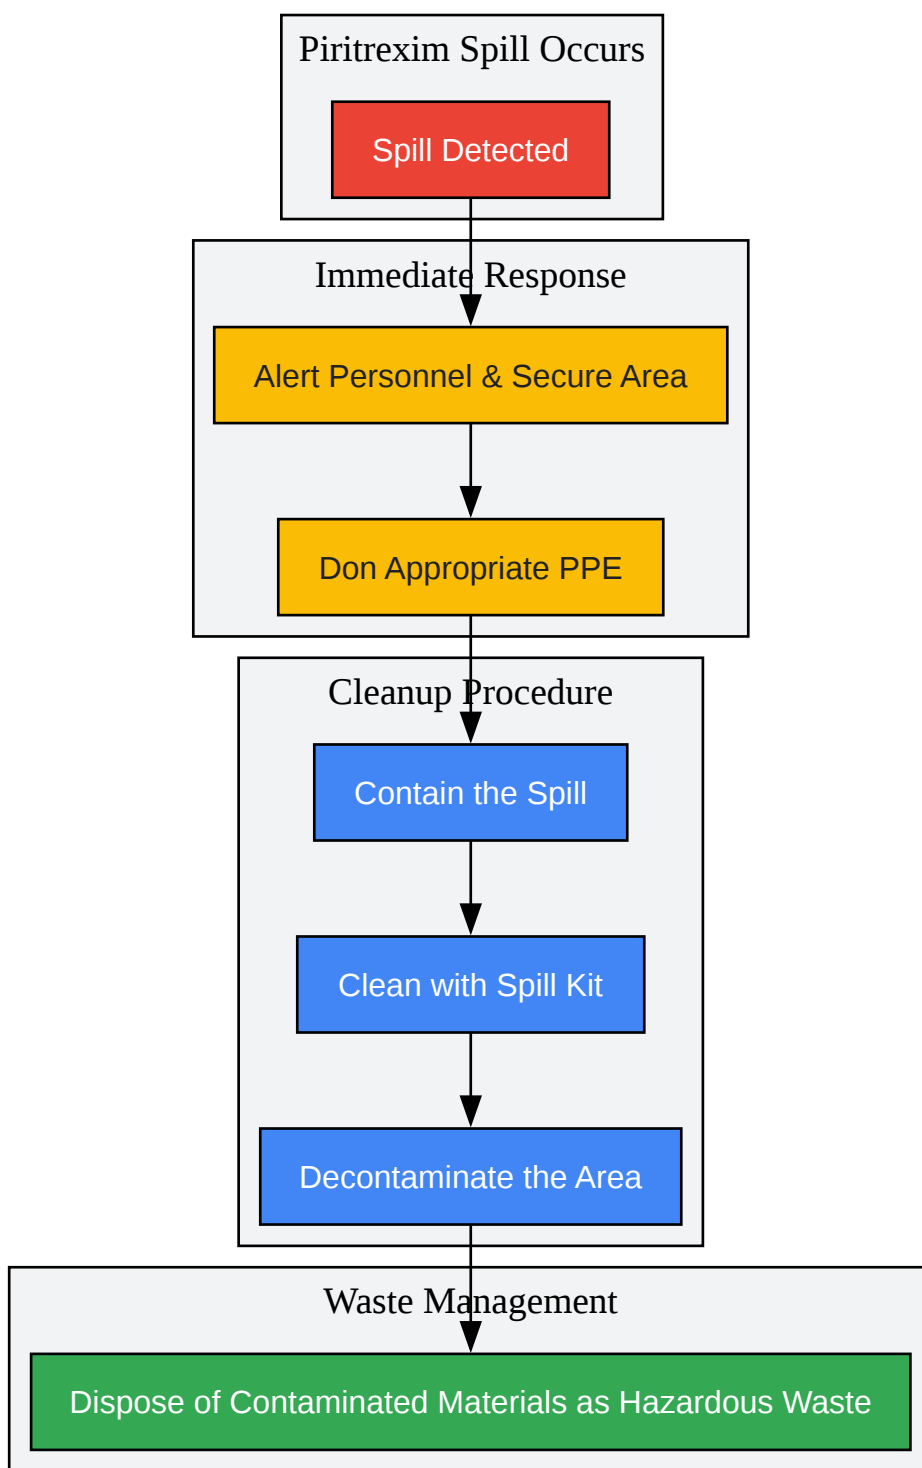 Piritrexim Spill Occurs
Spill Detected
Immediate Response
Alert Personnel & Secure Area
Don Appropriate PPE
Cleanup Procedure
Contain the Spill
Clean with Spill Kit
Decontaminate the Area
Waste Management
Dispose of Contaminated Materials as Hazardous Waste